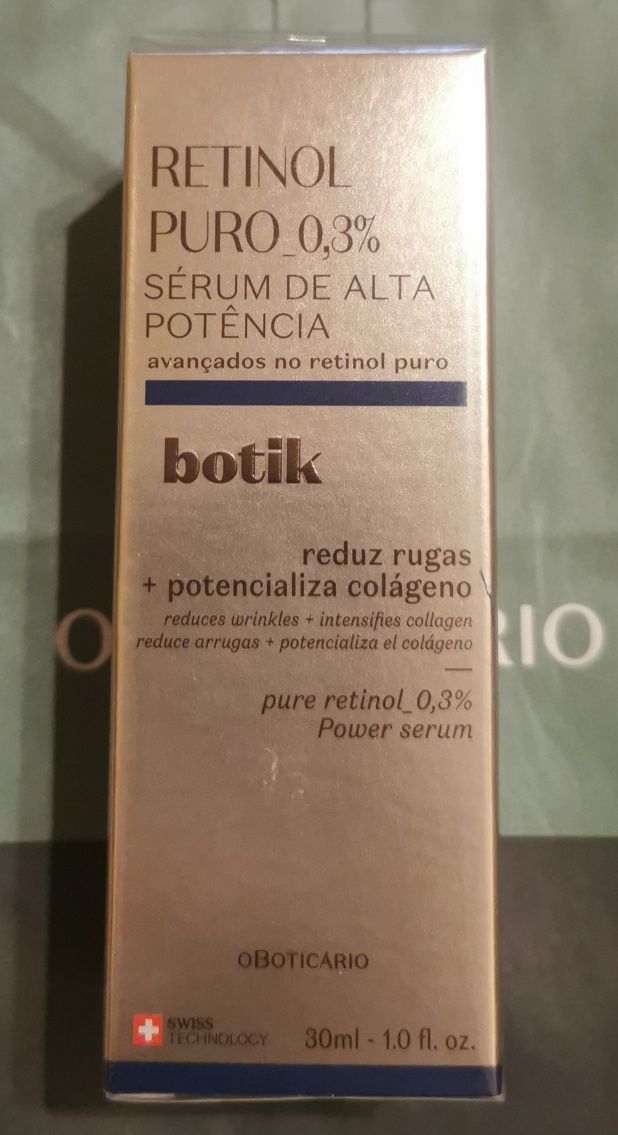 RETINOL
PURO_0,3%
SÉRUM DE ALTA
POTÊNCIA
avançados no retinol puro
botik
reduz rugas
+ potencializa colágeno
reduces wrinkles + intensifies collagen
reduce arrugas + potencializa el colágeno
pure retinol_0,3%
Power serum
oBOTICÁRIO
SWISS
TECHNOLOGY
30ml - 1.0 fl. oz.